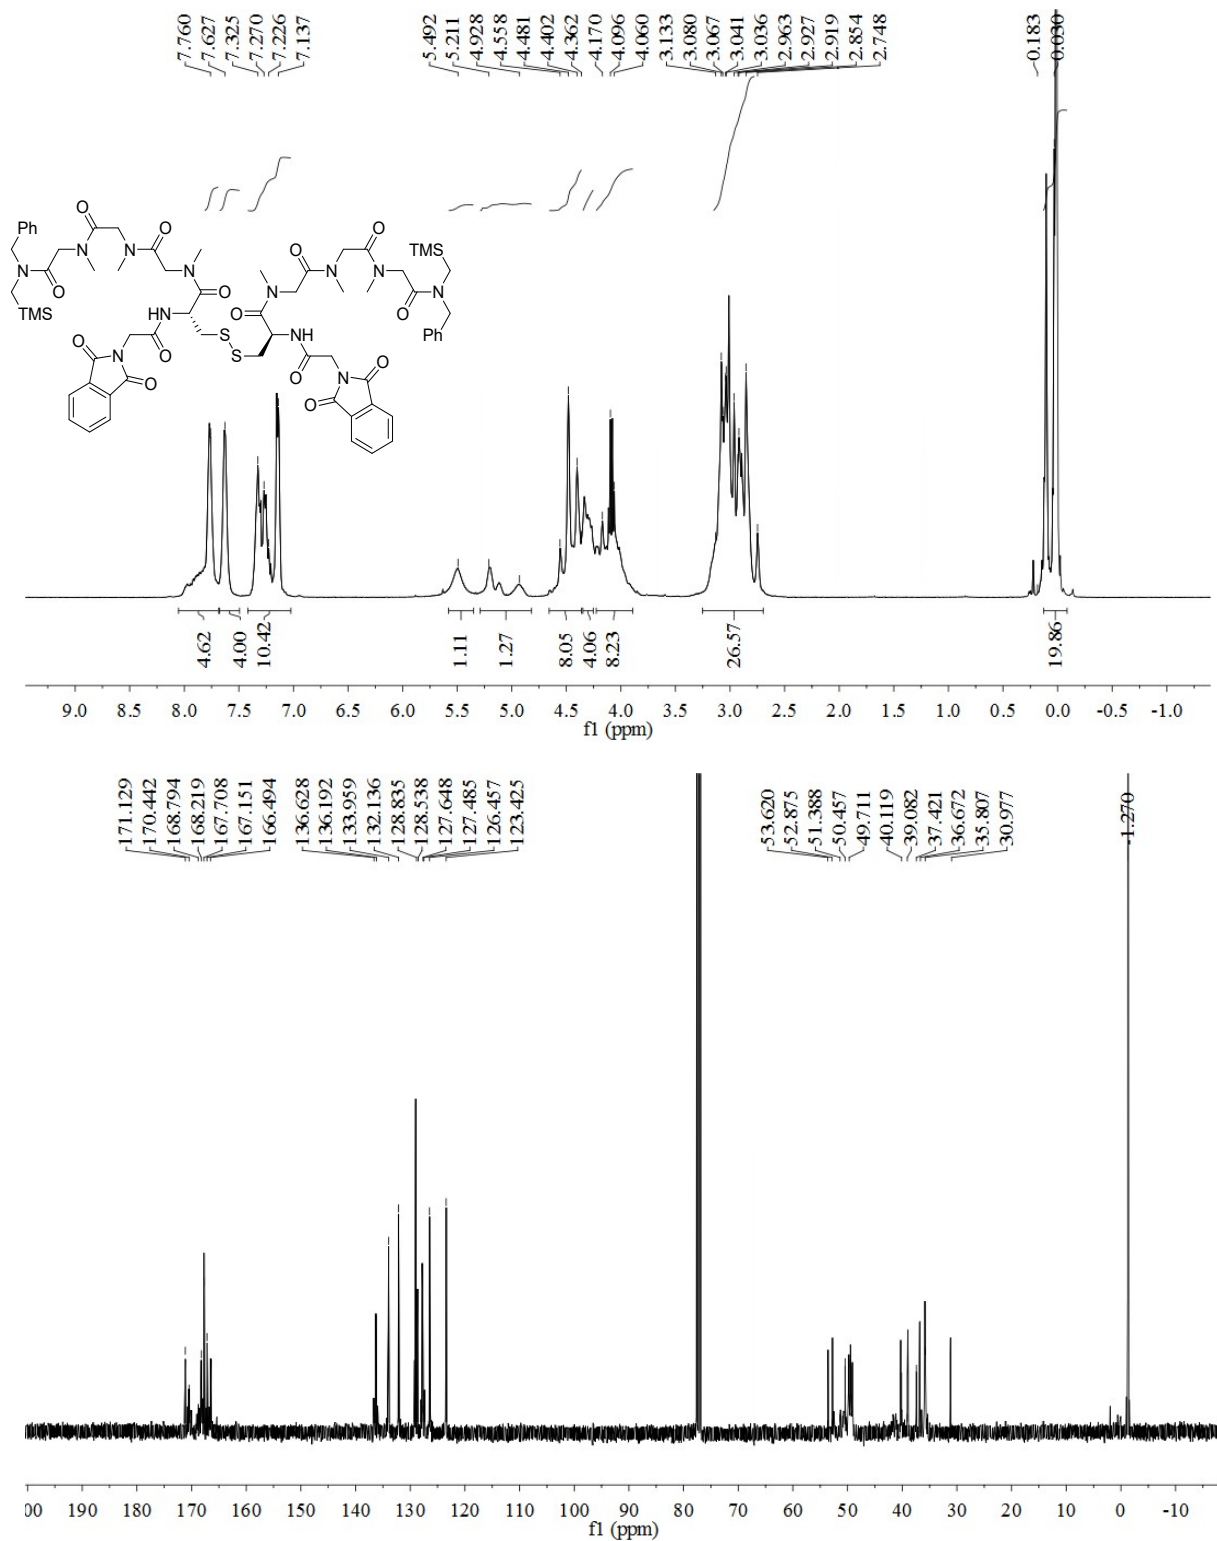 7.760
7.627
7.325
7.270
7.226
7.137
5.492
5.211
4.928
4.558
4.481
4.402
4.362
4.170
4.096
4.060
3.133
3.080
3.067
3.041
3.036
2.963
2.927
2.919
2.854
2.748
0.183
0.030
Ph
O
O
O
N
N
N
N
N
O
O
TMS
HN
O
O
N
O
O
S
S
O
N
N
N
N
O
O
O
O
TMS
N
Ph
NH
O
N
O
O
4.62
4.00
10.42
1.11
1.27
8.05
4.06
8.23
26.57
19.86
9.0 8.5 8.0 7.5 7.0 6.5 6.0 5.5 5.0 4.5 4.0 3.5 3.0 2.5 2.0 1.5 1.0 0.5 0.0 -0.5 -1.0
f1 (ppm)
171.129
170.442
168.794
168.219
167.708
167.151
166.494
136.628
136.192
133.959
132.136
128.835
128.538
127.648
127.485
126.457
123.425
53.620
52.875
51.388
50.457
49.711
40.119
39.082
37.421
36.672
35.807
30.977
-1.270
00 190 180 170 160 150 140 130 120 110 100 90 80 70 60 50 40 30 20 10 0 -10
f1 (ppm)